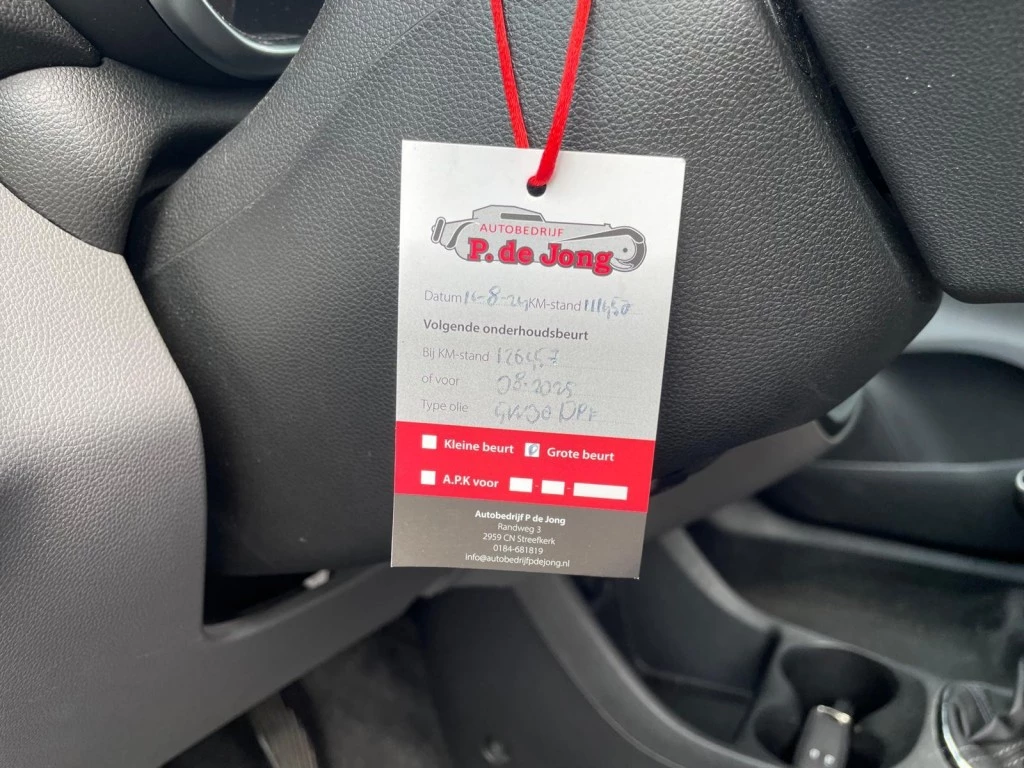 AUTOBEDRIJF
P. de Jong
Datum -8-24 KM-stand 111457
Volgende onderhoudsbeurt
Bij KM-stand 126457
of voor 08-2025
Type olie 5W30 DPF
Kleine beurt Grote beurt
A.P.K voor - -
Autobedrijf P de Jong
Randweg 3
2959 CN Streefkerk
0184-681819
info@autobedrijfpdejong.nl